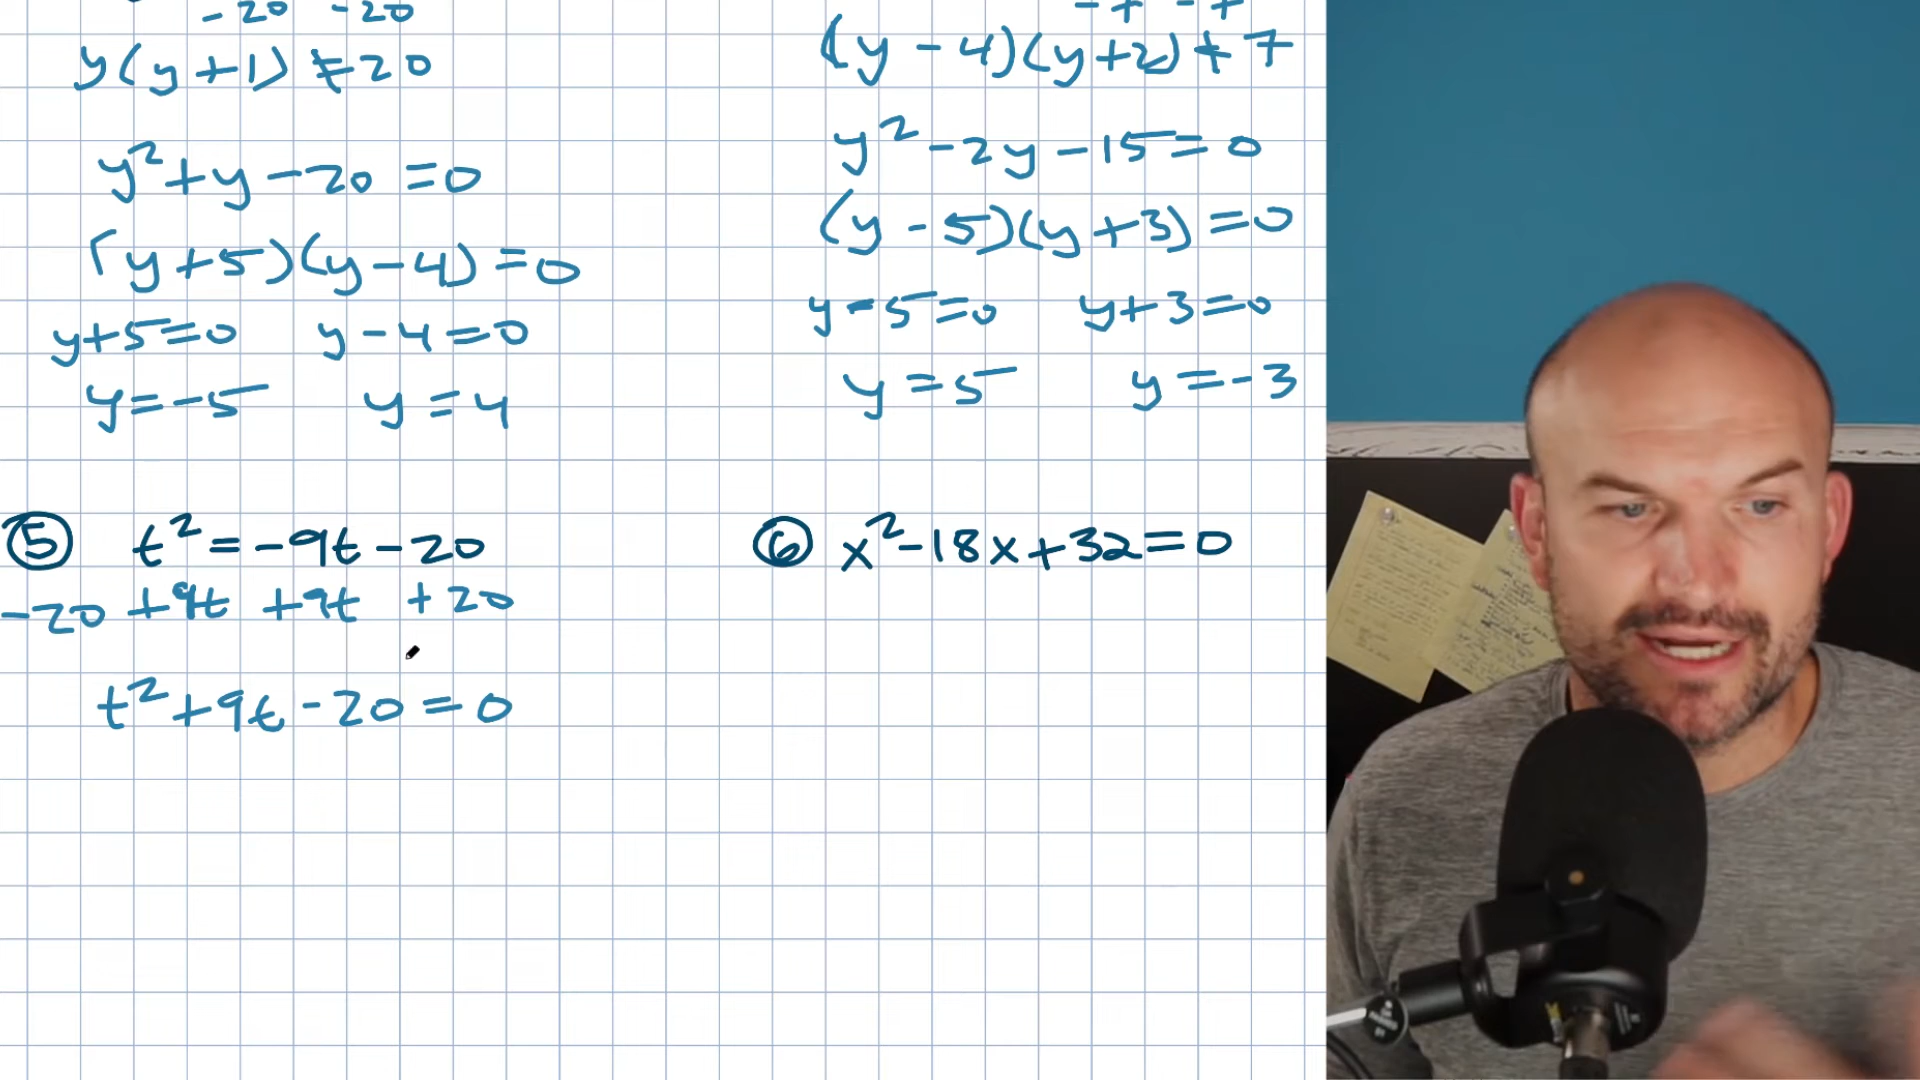 -20 -20
y(y+1) ≠ 20
y²+y-20 =0
(y+5)(y-4)=0
y+5=0 y-4=0
y=-5 y=4
-7 -7
(y-4)(y+2) + 7
y²-2y-15=0
(y-5)(y+3)=0
y-5=0 y+3=0
y=5 y=-3
⑤ t²=-9t-20
-20 +9t +9t +20
t²+9t-20=0
⑥ x²-18x+32=0